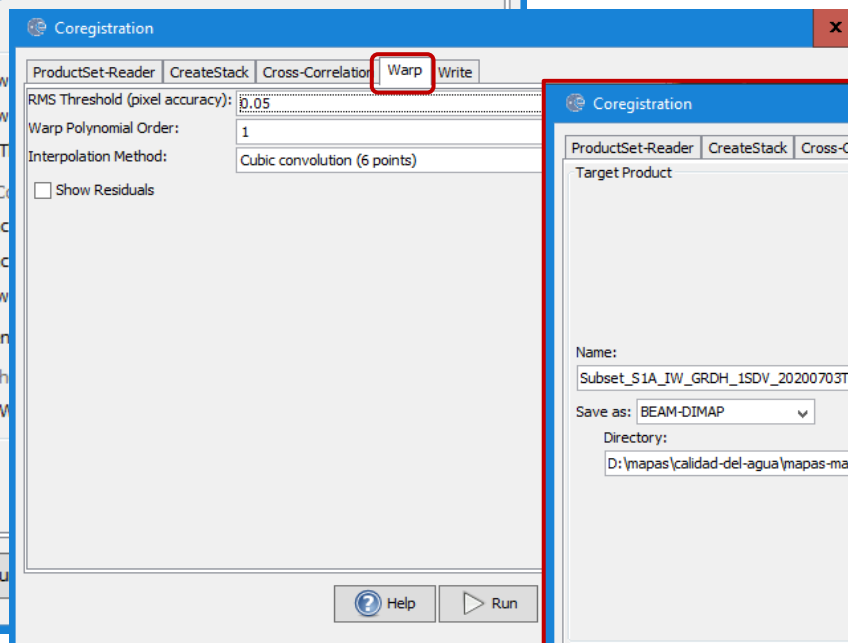 Coregistration
x
ProductSet-Reader CreateStack Cross-Correlation Warp Write
RMS Threshold (pixel accuracy): 0.05
Warp Polynomial Order: 1
Interpolation Method: Cubic convolution (6 points)
Show Residuals
Help Run
Coregistration
ProductSet-Reader CreateStack Cross-C
Target Product
Name:
Subset_S1A_IW_GRDH_1SDV_20200703T
Save as: BEAM-DIMAP
Directory:
D:\mapas\calidad-del-agua\mapas-ma